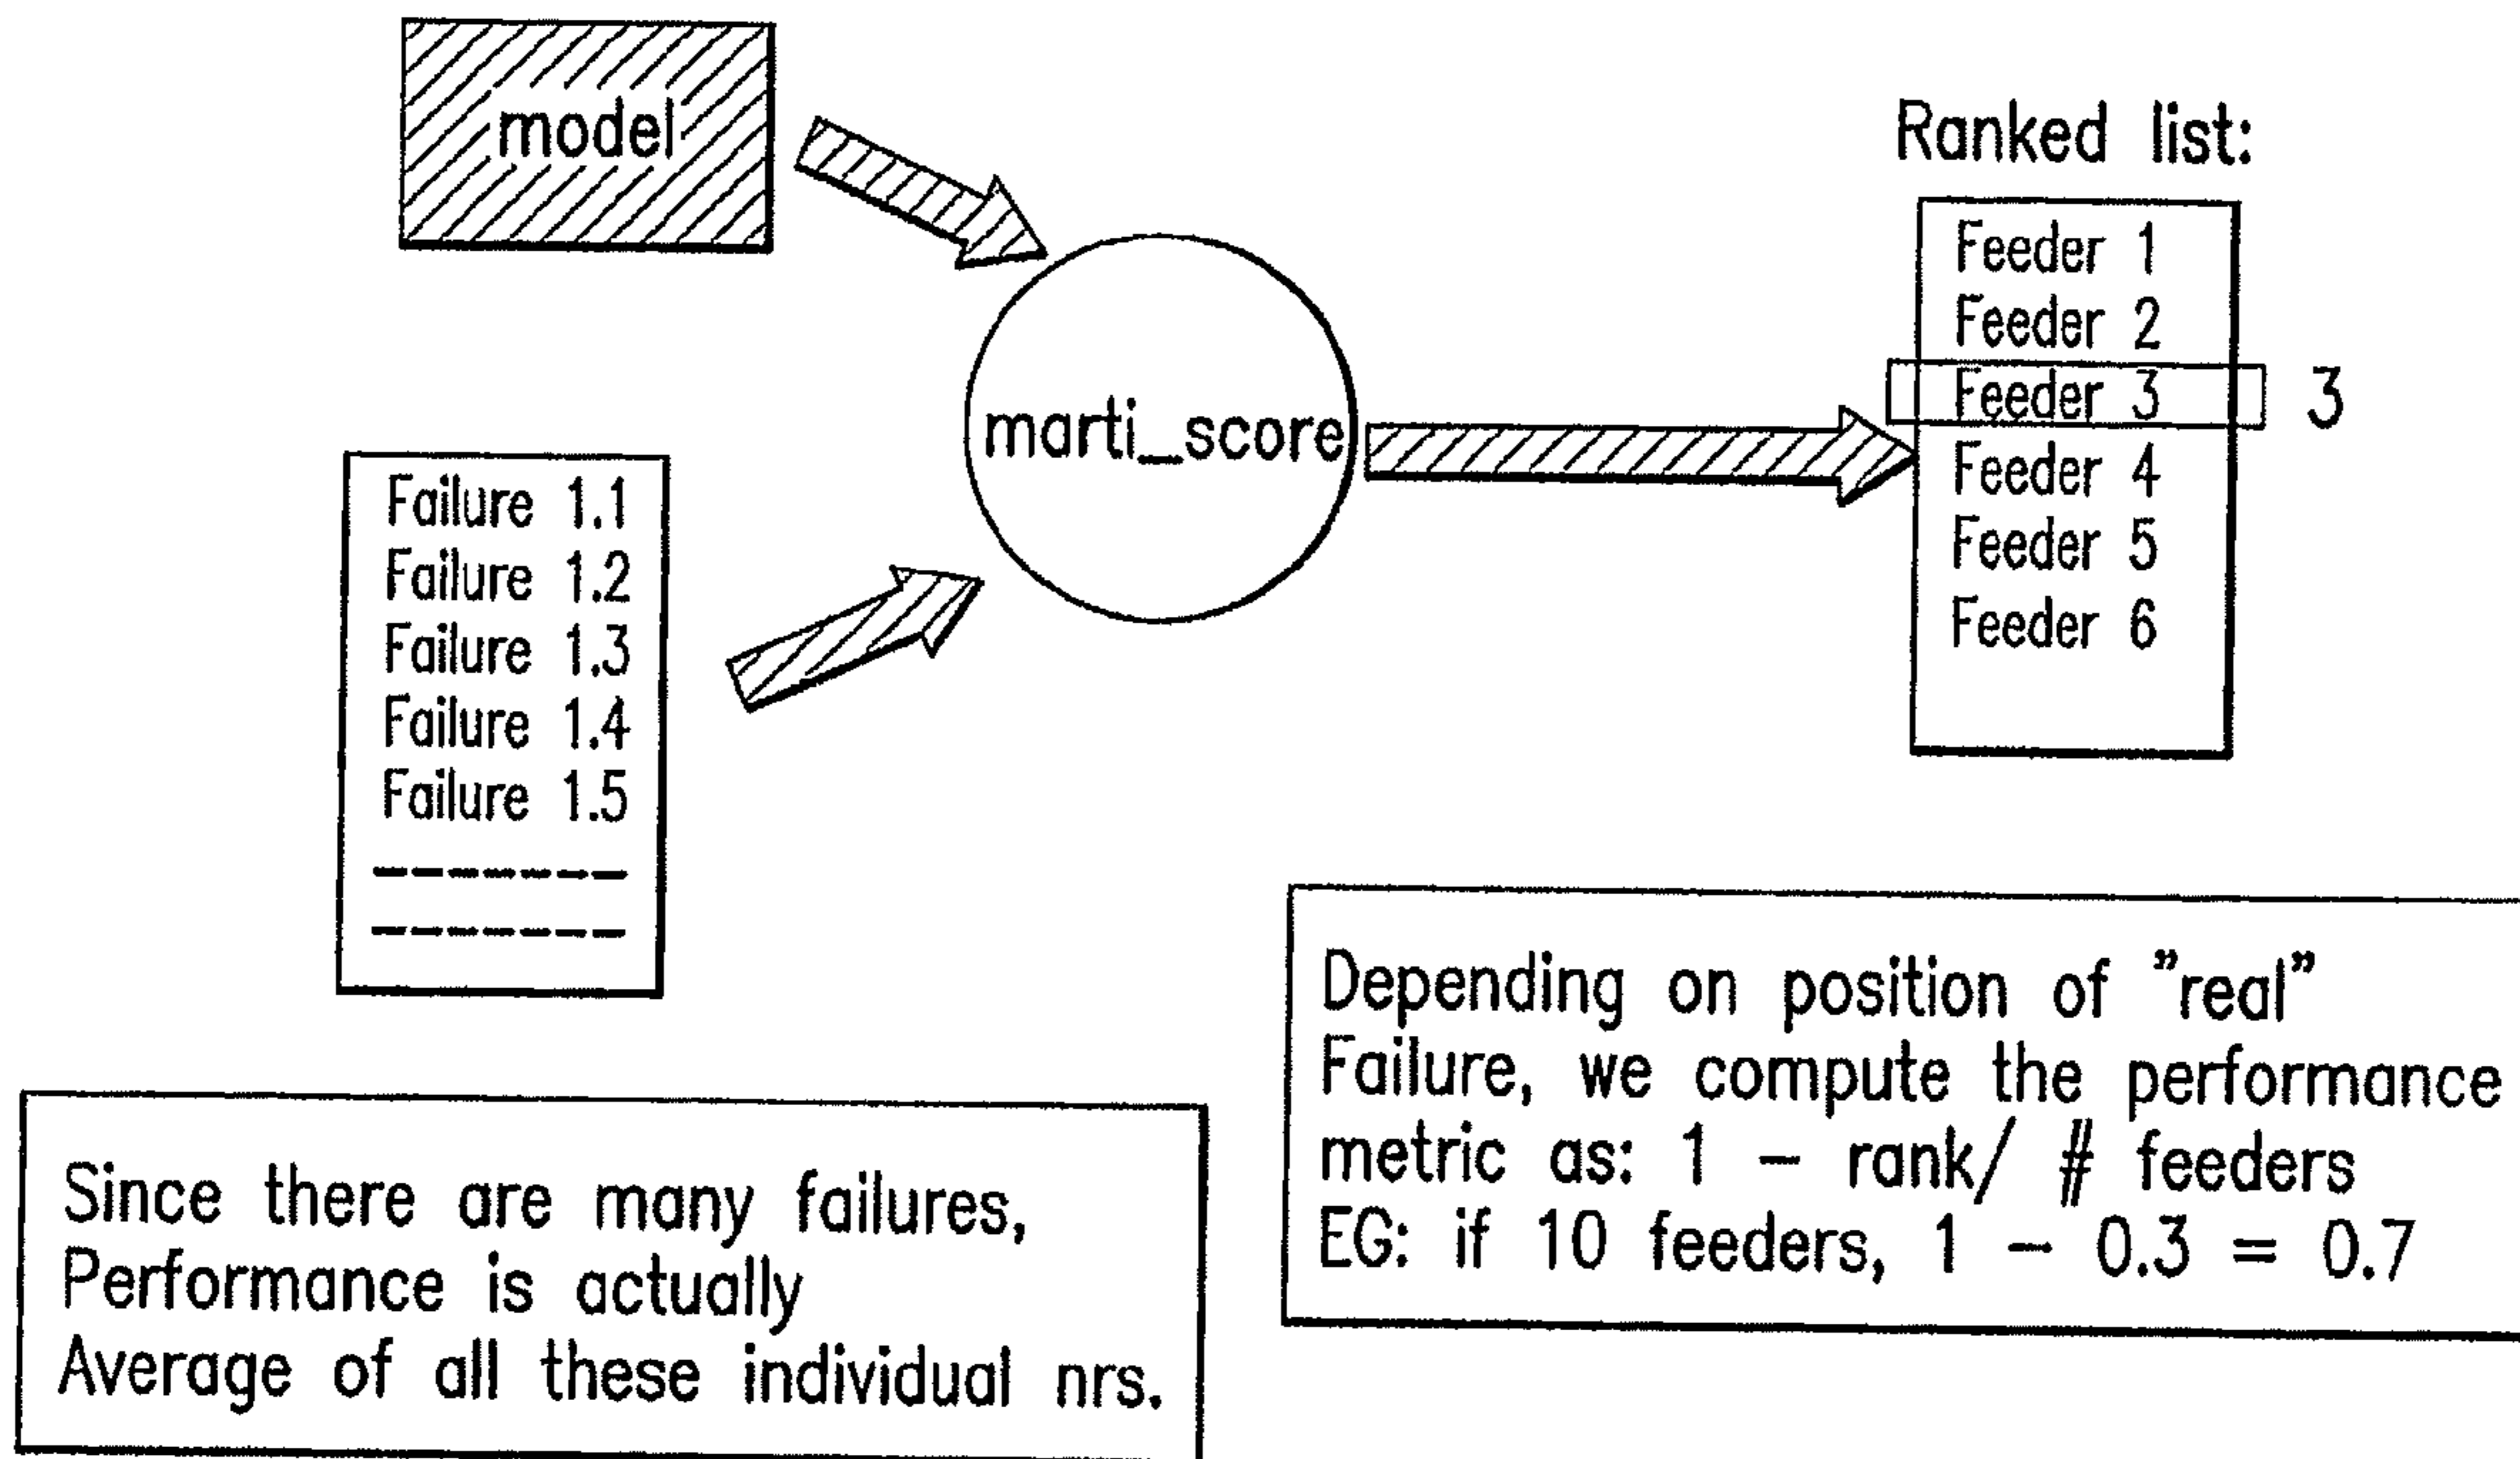 model
Ranked list:
Feeder 1
Feeder 2
Feeder 3
3
Feeder 4
Feeder 5
Feeder 6
marti_score
Failure 1.1
Failure 1.2
Failure 1.3
Failure 1.4
Failure 1.5
Depending on position of "real"
Failure, we compute the performance
metric as: 1 – rank/ # feeders
EG: if 10 feeders, 1 – 0.3 = 0.7
Since there are many failures,
Performance is actually
Average of all these individual nrs.